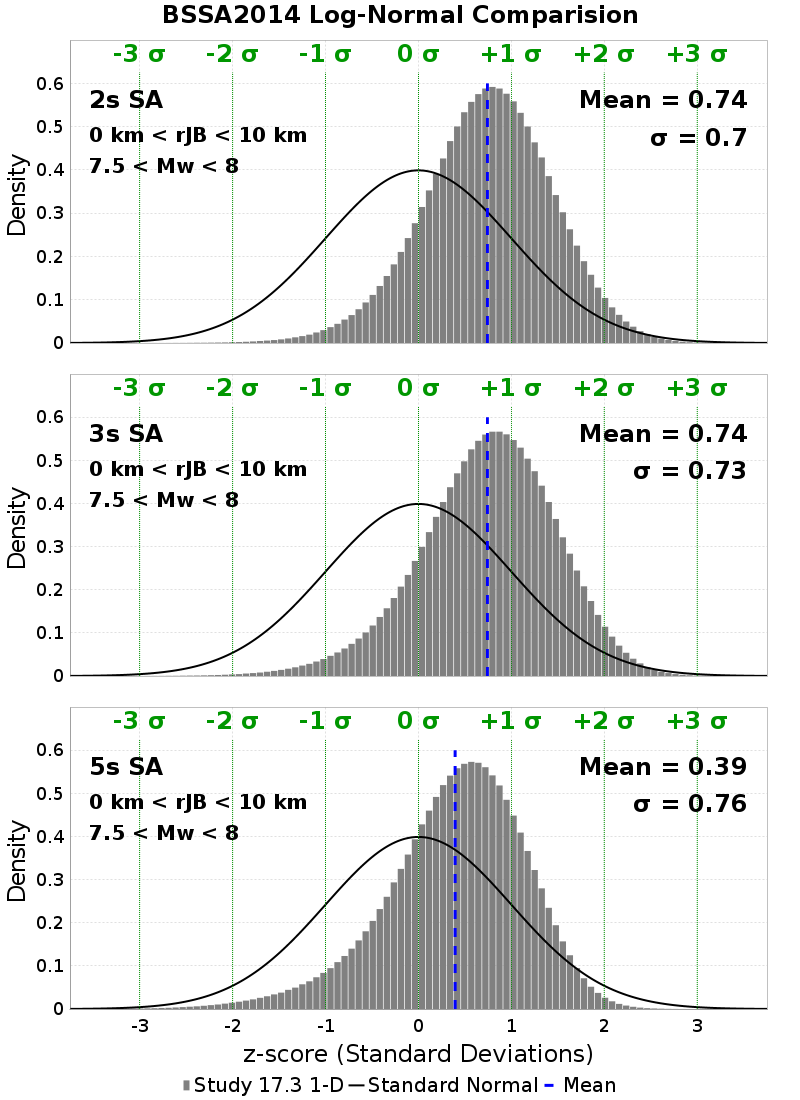 BSSA2014 Log-Normal Comparision
-3 σ -2 σ -1 σ 0 σ +1 σ +2 σ +3 σ
2s SA
0 km < rJB < 10 km
7.5 < Mw < 8
Mean = 0.74
σ = 0.7
Density
0.6
0.5
0.4
0.3
0.2
0.1
0
-3 σ -2 σ -1 σ 0 σ +1 σ +2 σ +3 σ
3s SA
0 km < rJB < 10 km
7.5 < Mw < 8
Mean = 0.74
σ = 0.73
Density
0.6
0.5
0.4
0.3
0.2
0.1
0
-3 σ -2 σ -1 σ 0 σ +1 σ +2 σ +3 σ
5s SA
0 km < rJB < 10 km
7.5 < Mw < 8
Mean = 0.39
σ = 0.76
Density
0.6
0.5
0.4
0.3
0.2
0.1
0
-3 -2 -1 0 1 2 3
z-score (Standard Deviations)
Study 17.3 1-D Standard Normal Mean